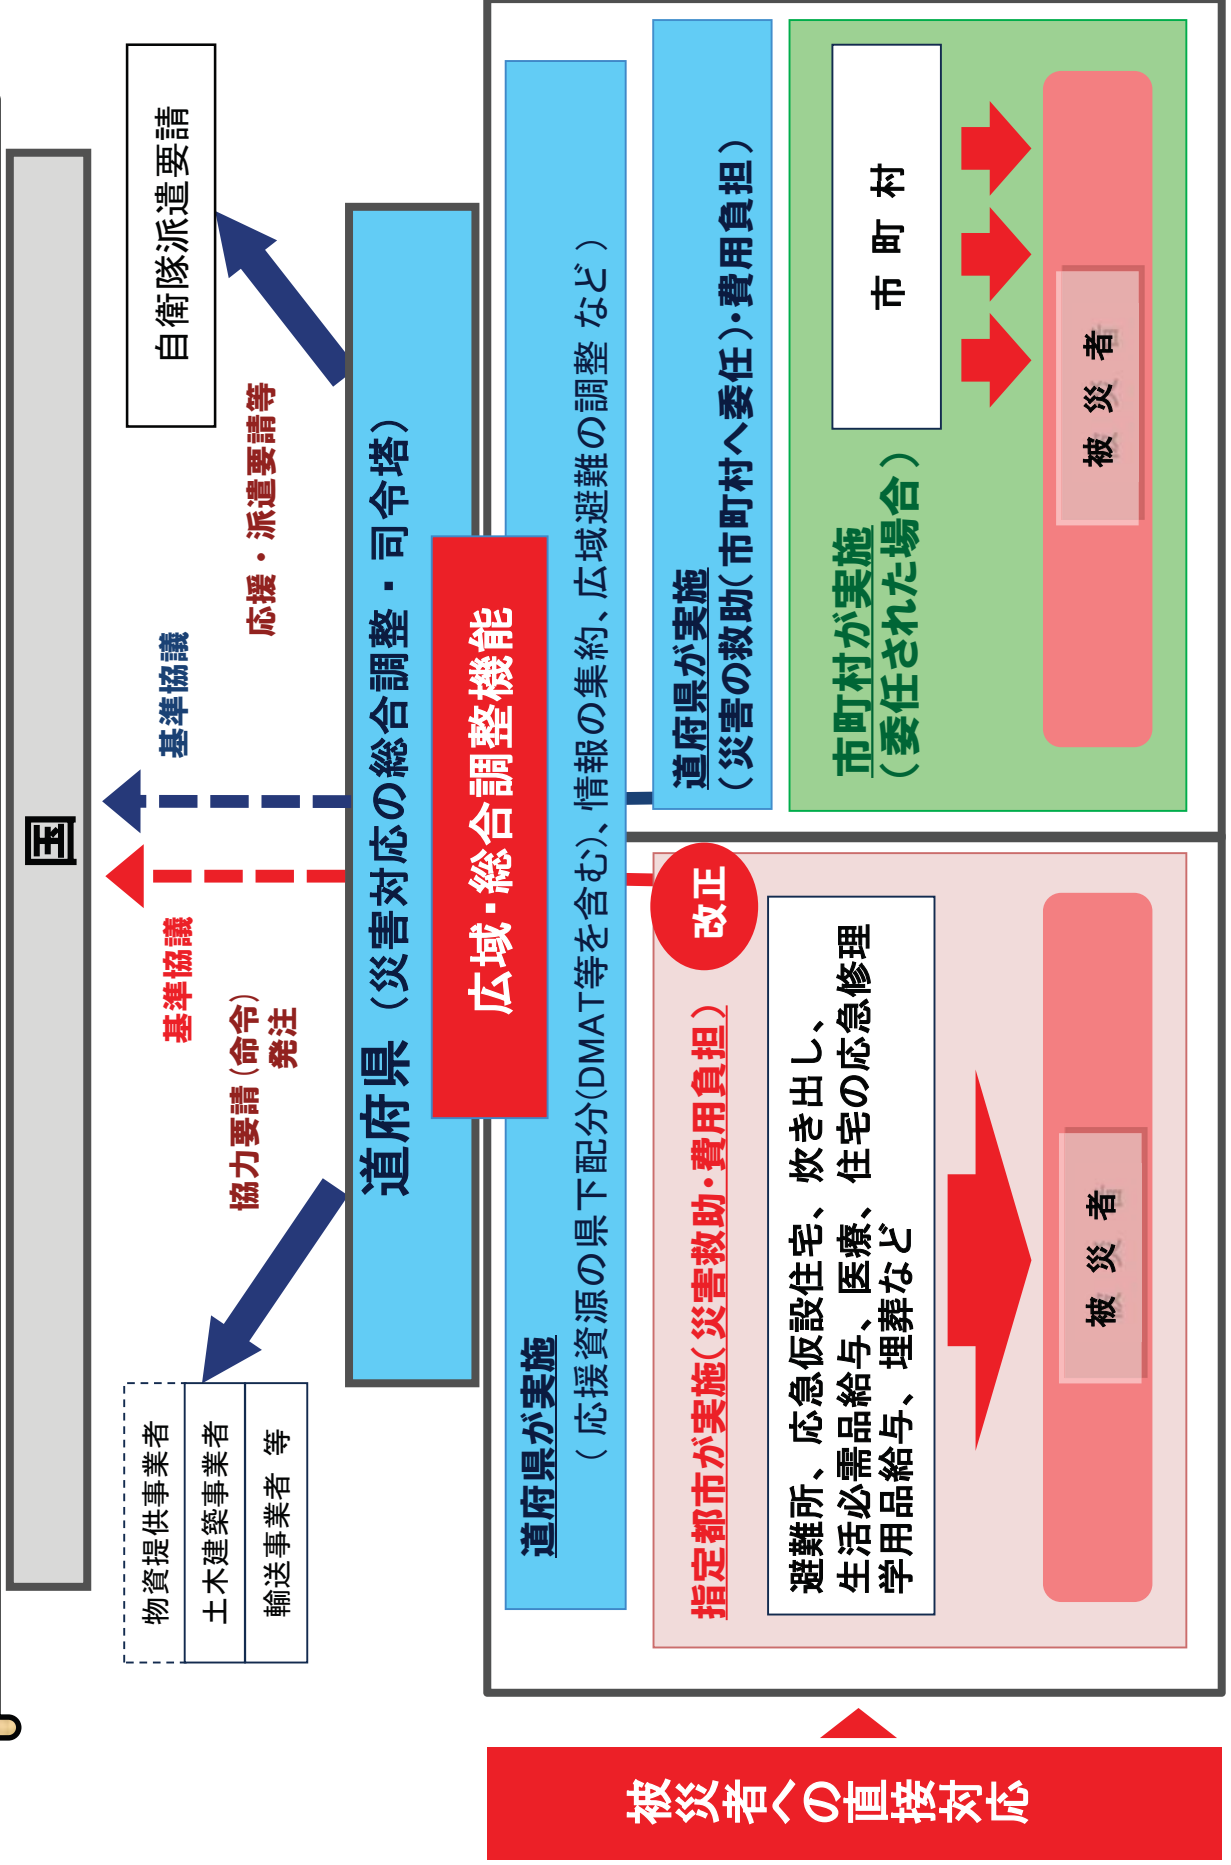 国
自衛隊派遣要請
基準協議
基準協議
応援・派遣要請等
協力要請(命令)
発注
物資提供事業者
土木建築事業者
輸送事業者 等
道府県 (災害対応の総合調整・司令塔)
広域・総合調整機能
道府県が実施
( 応援資源の県下配分(DMAT等を含む)、情報の集約、広域避難の調整 など )
被災者への直接対応
改正
指定都市が実施(災害救助・費用負担)
避難所、応急仮設住宅、炊き出し、
生活必需品給与、医療、住宅の応急修理
学用品給与、埋葬など
被 災 者
道府県が実施
(災害の救助(市町村へ委任)・費用負担)
市町村が実施
(委任された場合)
市 町 村
被 災 者